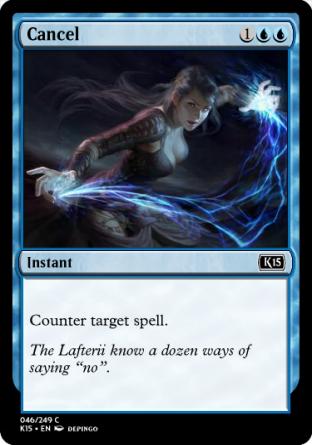 Cancel 1
Instant K15
Counter target spell.
The Lafterii know a dozen ways of
saying “no”.
046/249 C
K15 • EN DEPINGO